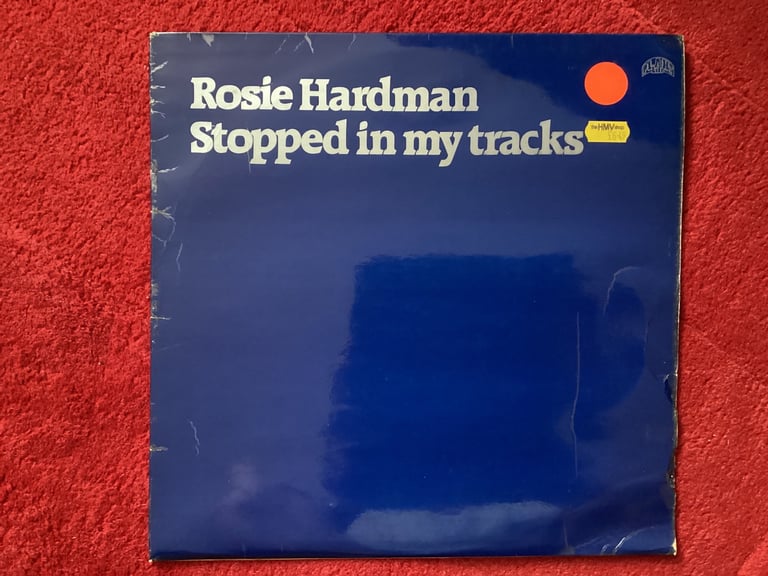 Rosie Hardman
Stopped in my tracks
the HMV shop